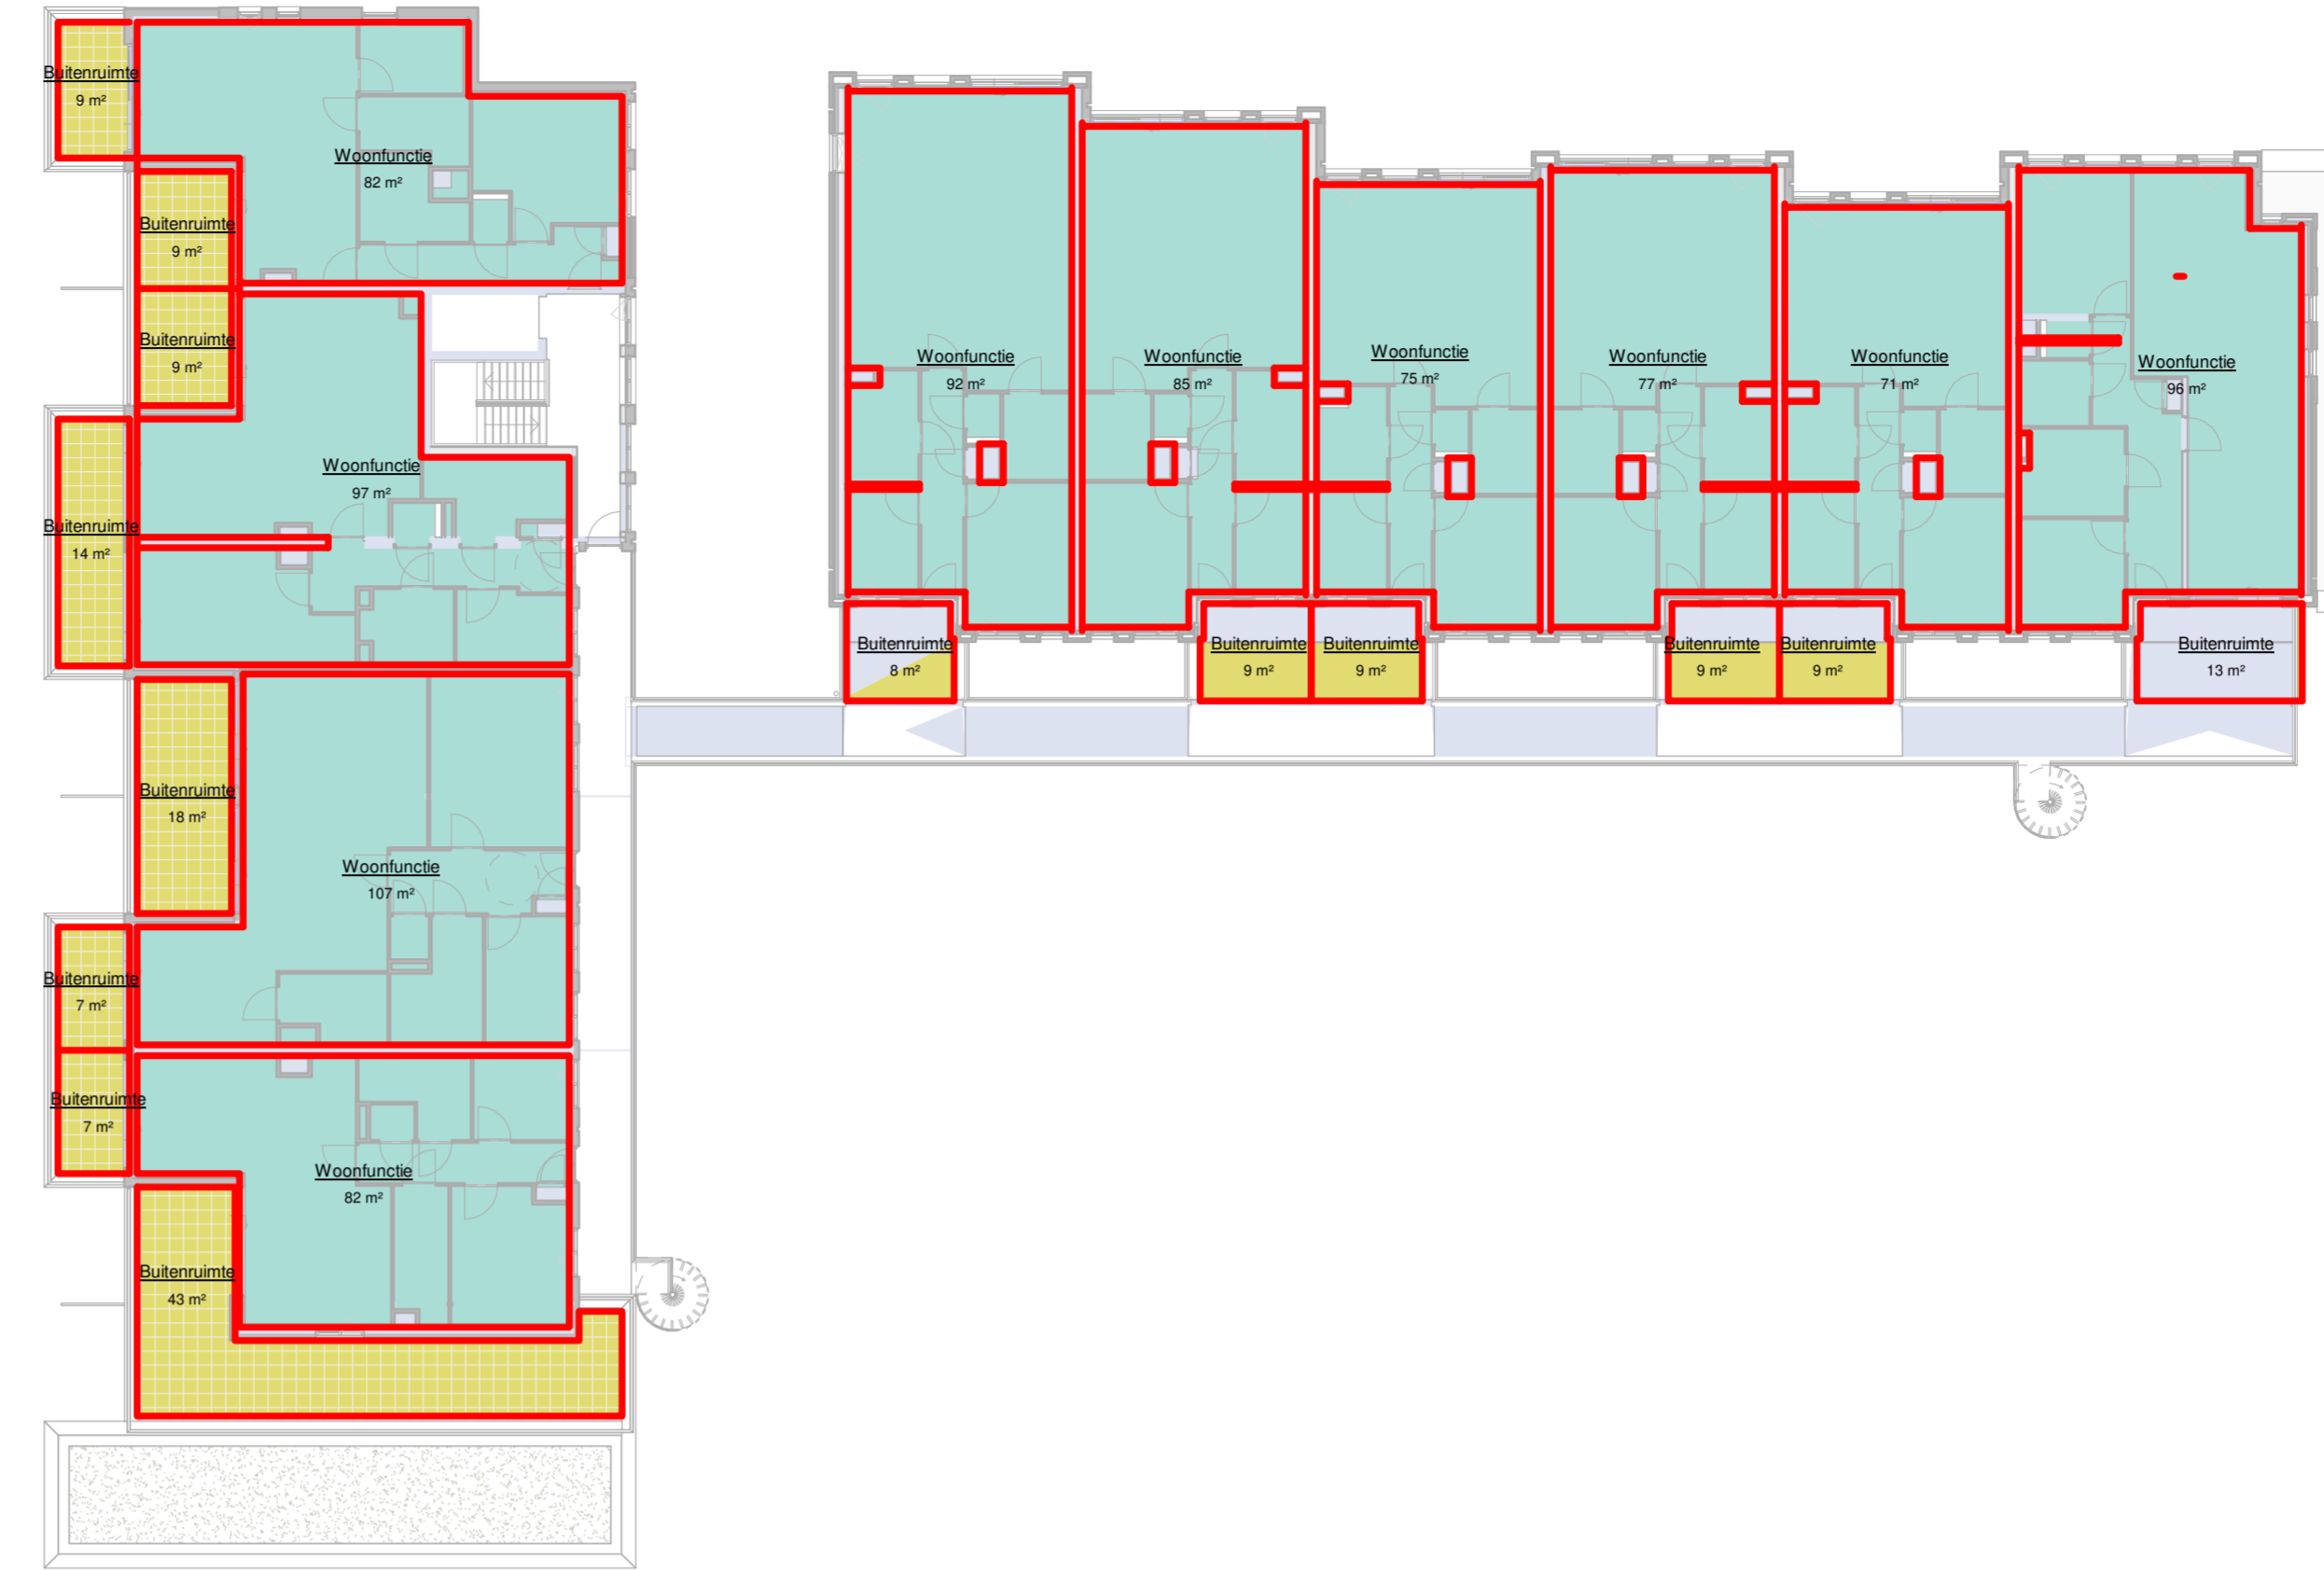 Buitenruimte
9 m²
Woonfunctie
82 m²
Buitenruimte
9 m²
Buitenruimte
9 m²
Woonfunctie
97 m²
Buitenruimte
14 m²
Buitenruimte
18 m²
Woonfunctie
107 m²
Buitenruimte
7 m²
Buitenruimte
7 m²
Woonfunctie
82 m²
Buitenruimte
43 m²
Woonfunctie
92 m²
Woonfunctie
85 m²
Woonfunctie
75 m²
Woonfunctie
77 m²
Woonfunctie
71 m²
Woonfunctie
96 m²
Buitenruimte
8 m²
Buitenruimte
9 m²
Buitenruimte
9 m²
Buitenruimte
9 m²
Buitenruimte
9 m²
Buitenruimte
13 m²